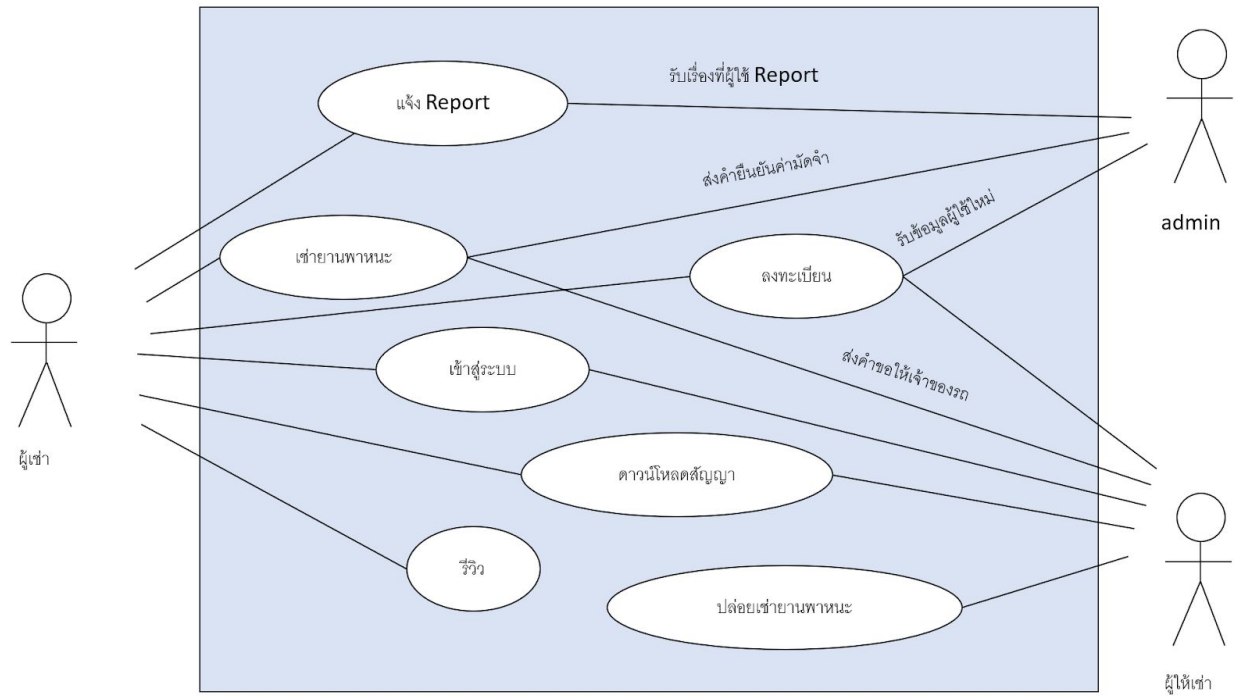 รับเรื่องที่ผู้ใช้ Report
แจ้ง Report
ส่งคำยืนยันค่ามัดจำ
รับข้อมูลผู้ใช้ใหม่
admin
เช่ายานพาหนะ
ลงทะเบียน
ส่งคำขอให้เจ้าของรถ
เข้าสู่ระบบ
ผู้เช่า
ดาวน์โหลดสัญญา
รีวิว
ปล่อยเช่ายานพาหนะ
ผู้ให้เช่า